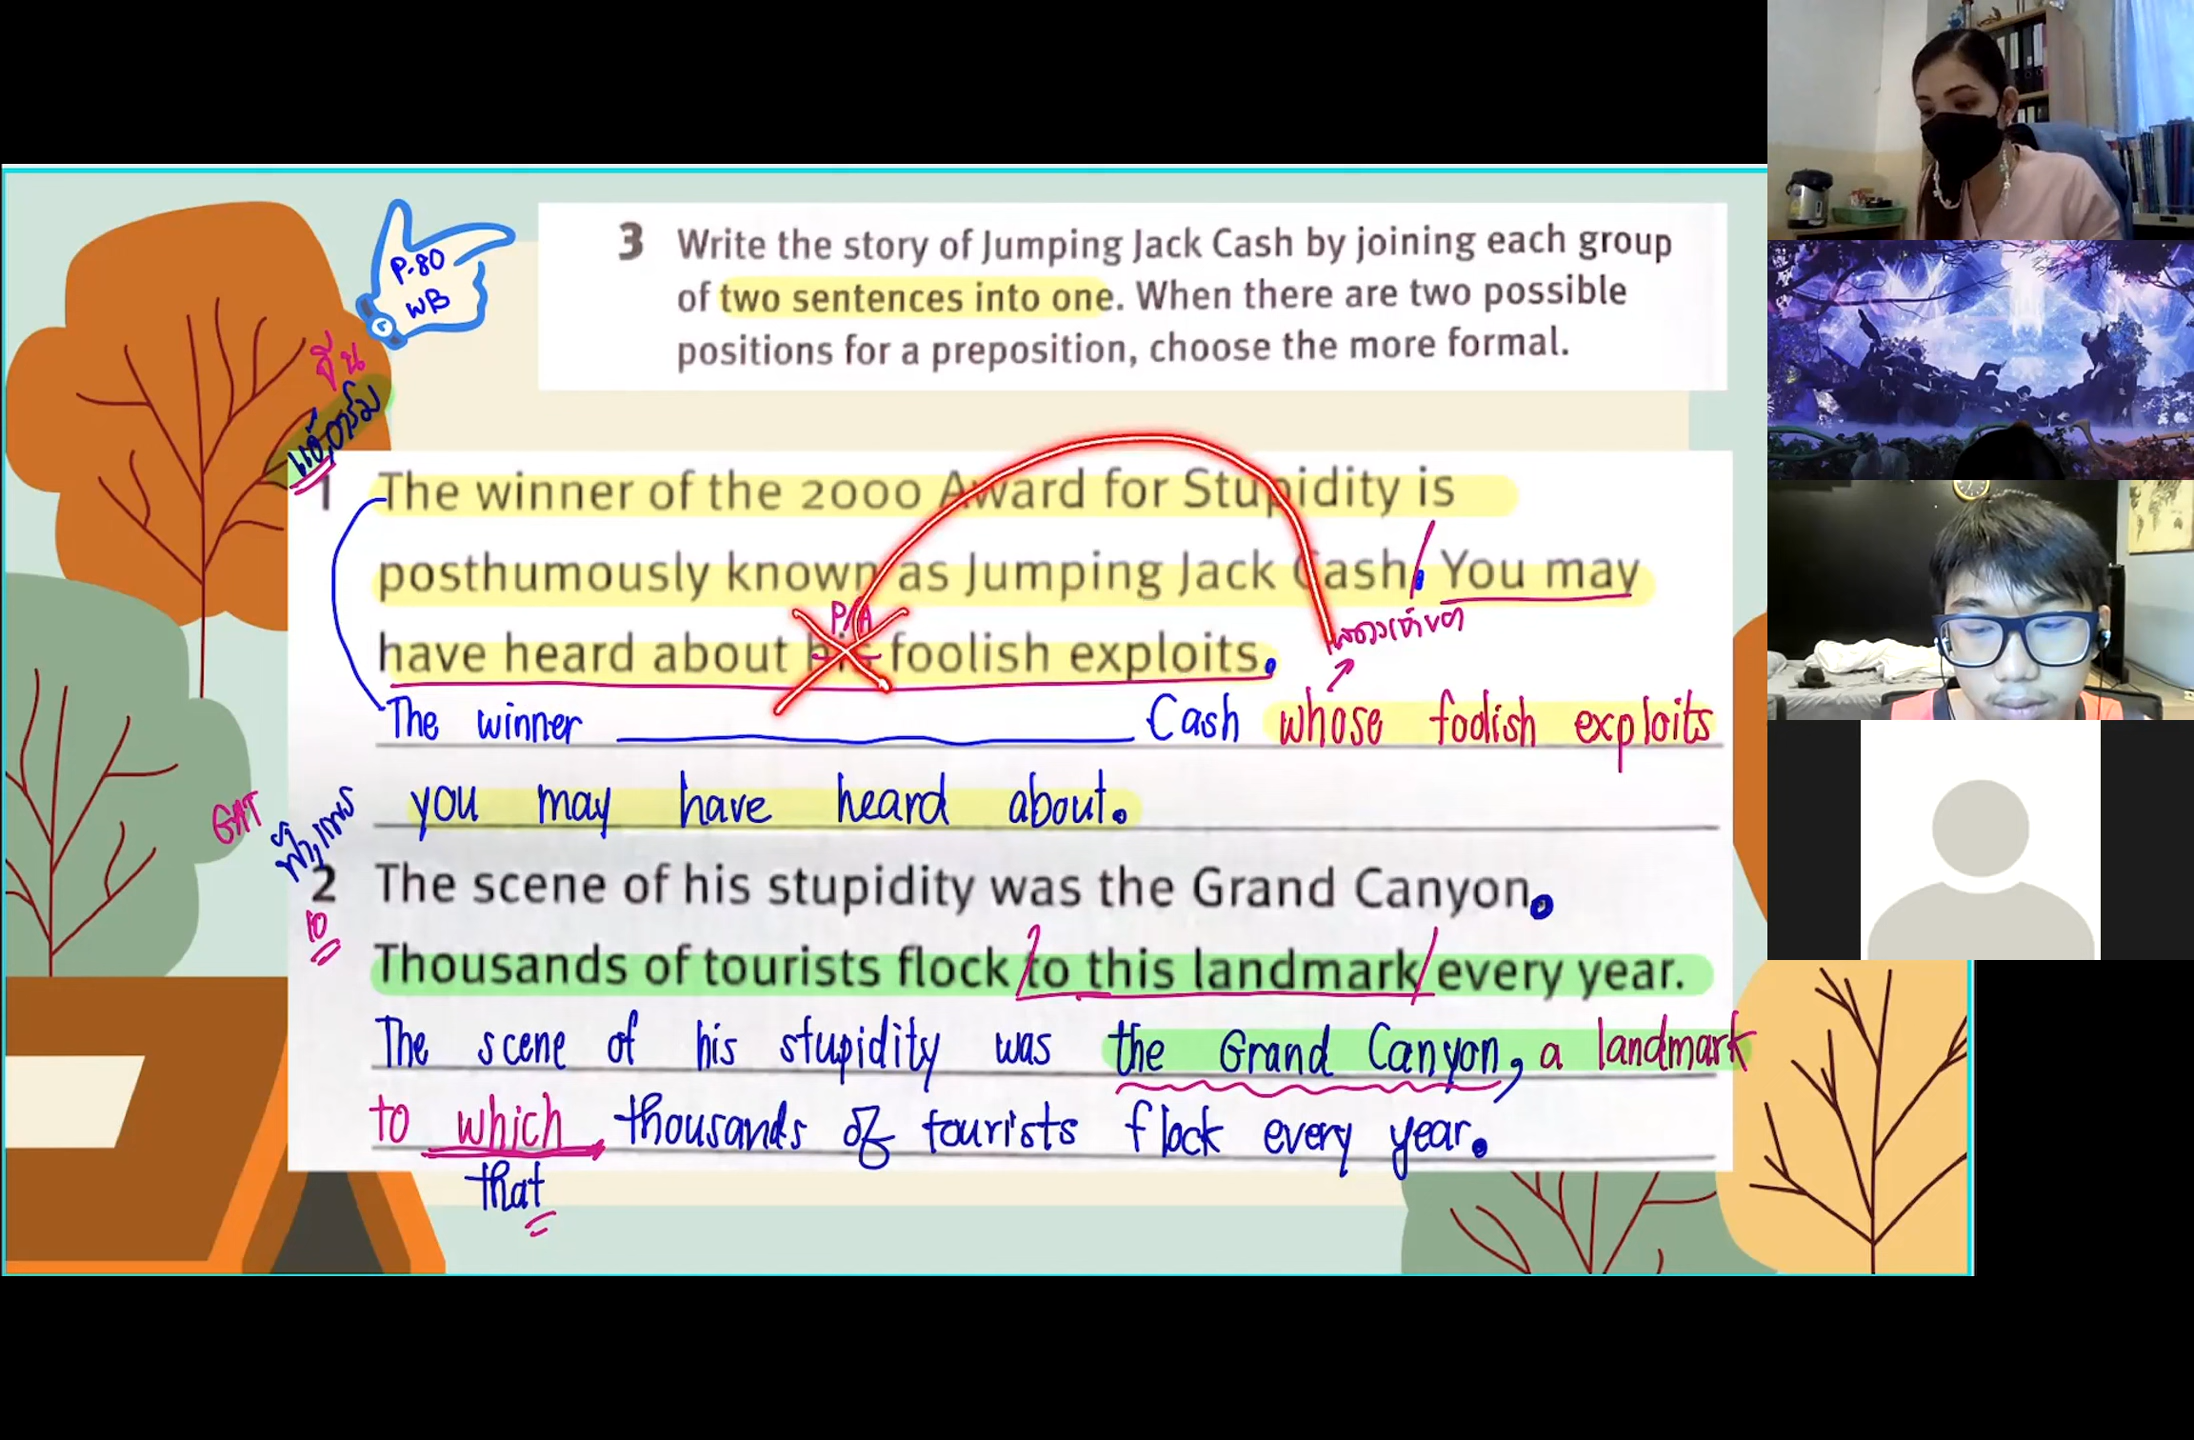 P.80
WB
3 Write the story of Jumping Jack Cash by joining each group
of two sentences into one. When there are two possible
positions for a preposition, choose the more formal.
จีน
1 The winner of the 2000 Award for Stupidity is
posthumously known as Jumping Jack Cash. You may
P/A
have heard about his foolish exploits.
The winner Cash whose foolish exploits
you may have heard about.
GAT
2 The scene of his stupidity was the Grand Canyon.
10
Thousands of tourists flock to this landmark every year.
The scene of his stupidity was the Grand Canyon, a landmark
to which thousands of tourists flock every year.
that